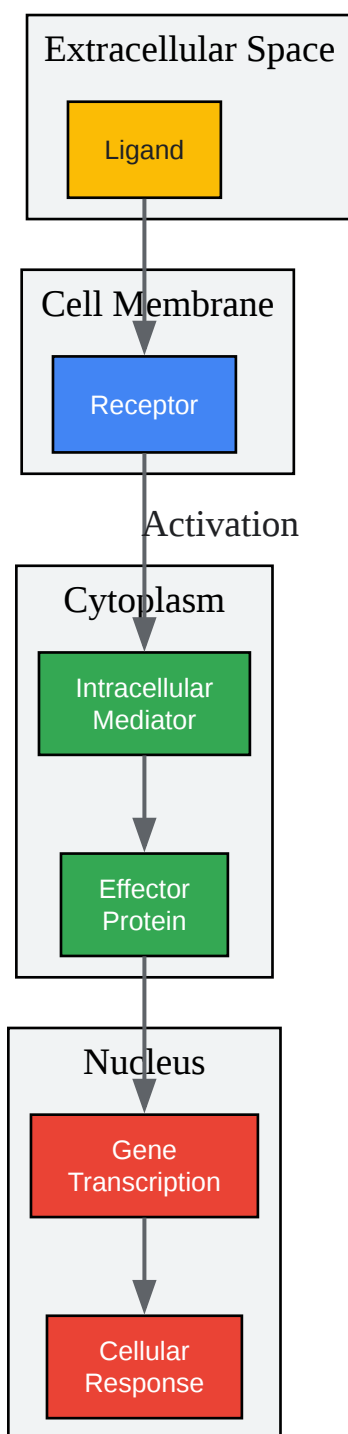 Extracellular Space
Ligand
Cell Membrane
Receptor
Activation
Cytoplasm
Intracellular
Mediator
Effector
Protein
Nucleus
Gene
Transcription
Cellular
Response